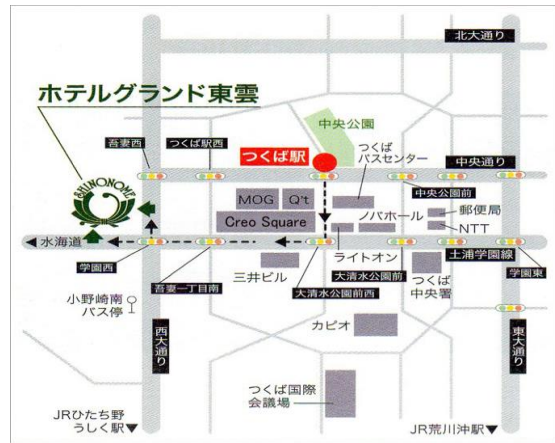 北大通り
ホテルグランド東雲
中央公園
吾妻西
つくば駅西
つくば駅
つくば
バスセンター
中央通り
中央公園前
SHINONOME
MOG
Q't
Creo Square
ノバホール
郵便局
NTT
水海道
学園西
ライトオン
土浦学園線
学園東
三井ビル
吾妻一丁目南
大清水公園前
大清水公園前西
つくば
中央署
小野崎南
バス停
西大通り
カピオ
東大通り
つくば国際
会議場
JRひたち野
うしく駅▼
JR荒川沖駅▼